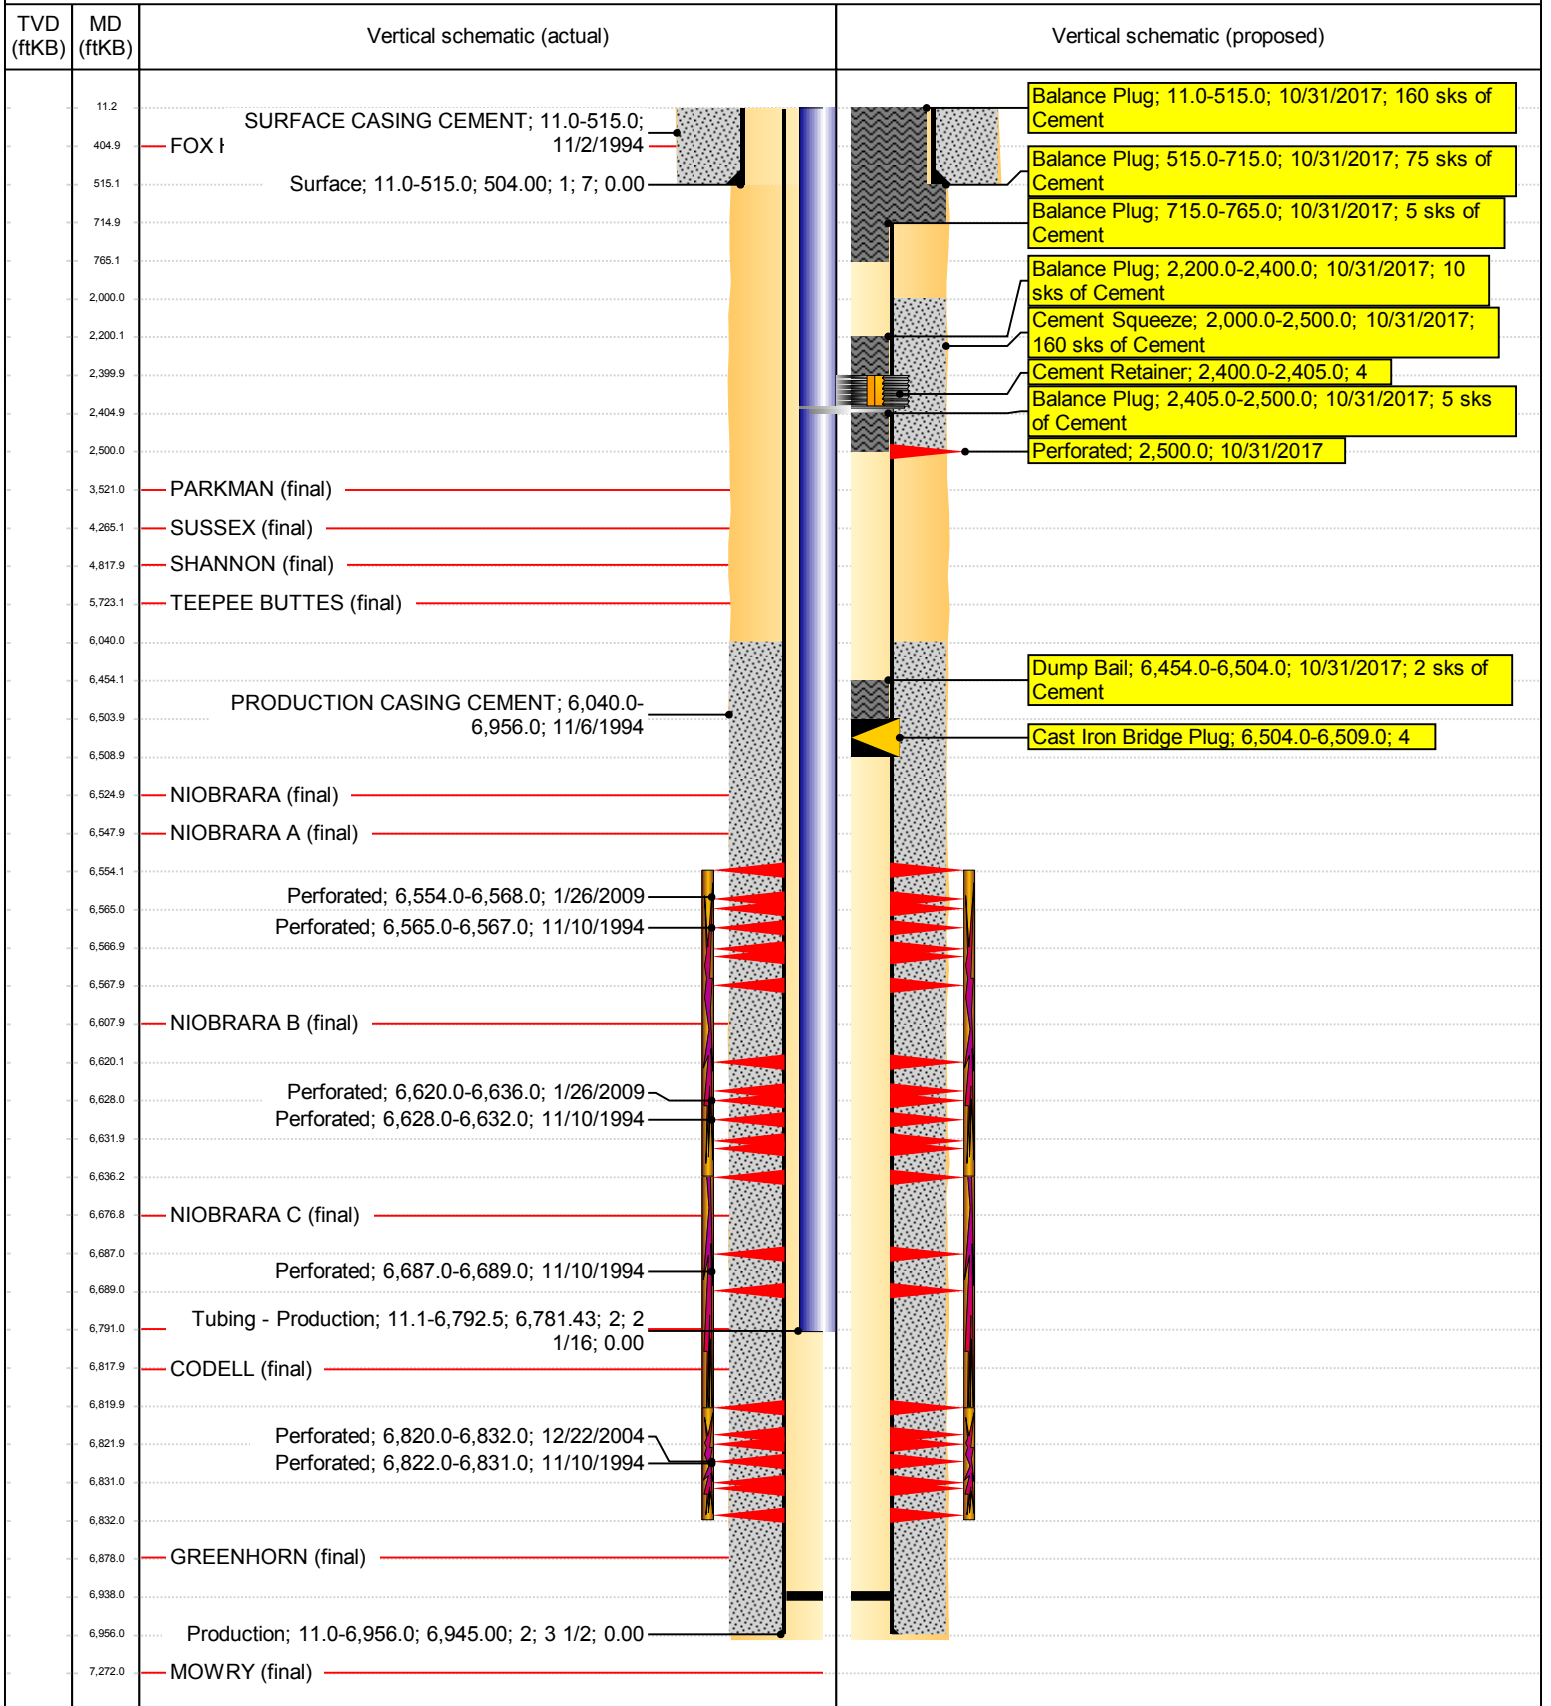 TVD (ftKB)
MD (ftKB)
Vertical schematic (actual)
Vertical schematic (proposed)
11.2
404.9
515.1
714.9
765.1
2,000.0
2,200.1
2,399.9
2,404.9
2,500.0
3,521.0
4,265.1
4,817.9
5,723.1
6,040.0
6,454.1
6,503.9
6,508.9
6,524.9
6,547.9
6,554.1
6,565.0
6,566.9
6,567.9
6,607.9
6,620.1
6,628.0
6,631.9
6,636.2
6,676.8
6,687.0
6,689.0
6,791.0
6,817.9
6,819.9
6,821.9
6,831.0
6,832.0
6,878.0
6,938.0
6,956.0
7,272.0
SURFACE CASING CEMENT; 11.0-515.0;
11/2/1994
FOX
Surface; 11.0-515.0; 504.00; 1; 7; 0.00
PARKMAN (final)
SUSSEX (final)
SHANNON (final)
TEEPEE BUTTES (final)
PRODUCTION CASING CEMENT; 6,040.0-
6,956.0; 11/6/1994
NIOBRARA (final)
NIOBRARA A (final)
Perforated; 6,554.0-6,568.0; 1/26/2009
Perforated; 6,565.0-6,567.0; 11/10/1994
NIOBRARA B (final)
Perforated; 6,620.0-6,636.0; 1/26/2009
Perforated; 6,628.0-6,632.0; 11/10/1994
NIOBRARA C (final)
Perforated; 6,687.0-6,689.0; 11/10/1994
Tubing - Production; 11.1-6,792.5; 6,781.43; 2; 2
1/16; 0.00
CODELL (final)
Perforated; 6,820.0-6,832.0; 12/22/2004
Perforated; 6,822.0-6,831.0; 11/10/1994
GREENHORN (final)
Production; 11.0-6,956.0; 6,945.00; 2; 3 1/2; 0.00
MOWRY (final)
Balance Plug; 11.0-515.0; 10/31/2017; 160 sks of
Cement
Balance Plug; 515.0-715.0; 10/31/2017; 75 sks of
Cement
Balance Plug; 715.0-765.0; 10/31/2017; 5 sks of
Cement
Balance Plug; 2,200.0-2,400.0; 10/31/2017; 10
sks of Cement
Cement Squeeze; 2,000.0-2,500.0; 10/31/2017;
160 sks of Cement
Cement Retainer; 2,400.0-2,405.0; 4
Balance Plug; 2,405.0-2,500.0; 10/31/2017; 5 sks
of Cement
Perforated; 2,500.0; 10/31/2017
Dump Bail; 6,454.0-6,504.0; 10/31/2017; 2 sks of
Cement
Cast Iron Bridge Plug; 6,504.0-6,509.0; 4